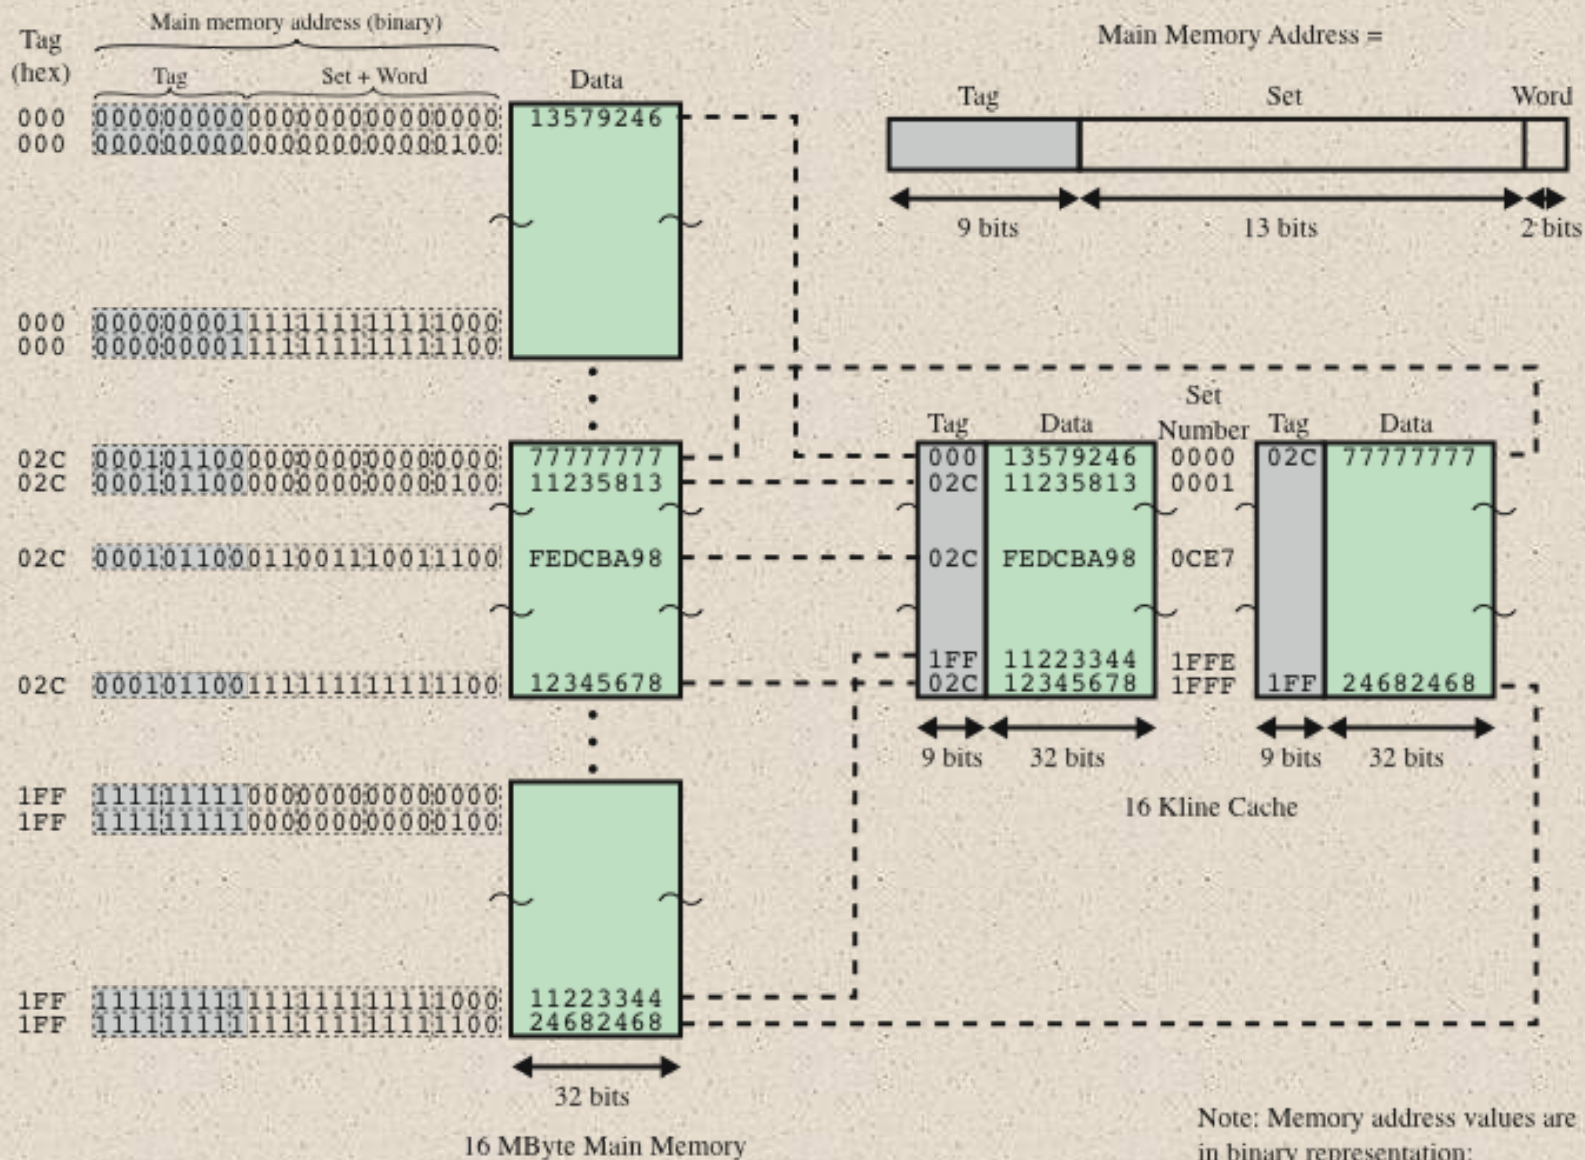 Main memory address (binary)
Tag
(hex)
Tag
Set + Word
Data
000 000000000000000000000000 13579246
000 000000000000000000000100
000 000000001111111111111000
000 000000001111111111111100
02C 000101100000000000000000 77777777
02C 000101100000000000000100 11235813
02C 000101100011001110011100 FEDCBA98
02C 000101100111111111111100 12345678
1FF 111111111000000000000000
1FF 111111111000000000000100
1FF 111111111111111111111000 11223344
1FF 111111111111111111111100 24682468
32 bits
16 MByte Main Memory
Main Memory Address =
Tag Set Word
9 bits 13 bits 2 bits
Set
Tag Data Number Tag Data
000 13579246 0000 02C 77777777
02C 11235813 0001
02C FEDCBA98 0CE7
1FF 11223344 1FFE
02C 12345678 1FFF 1FF 24682468
9 bits 32 bits 9 bits 32 bits
16 Kline Cache
Note: Memory address values are
in binary representation;